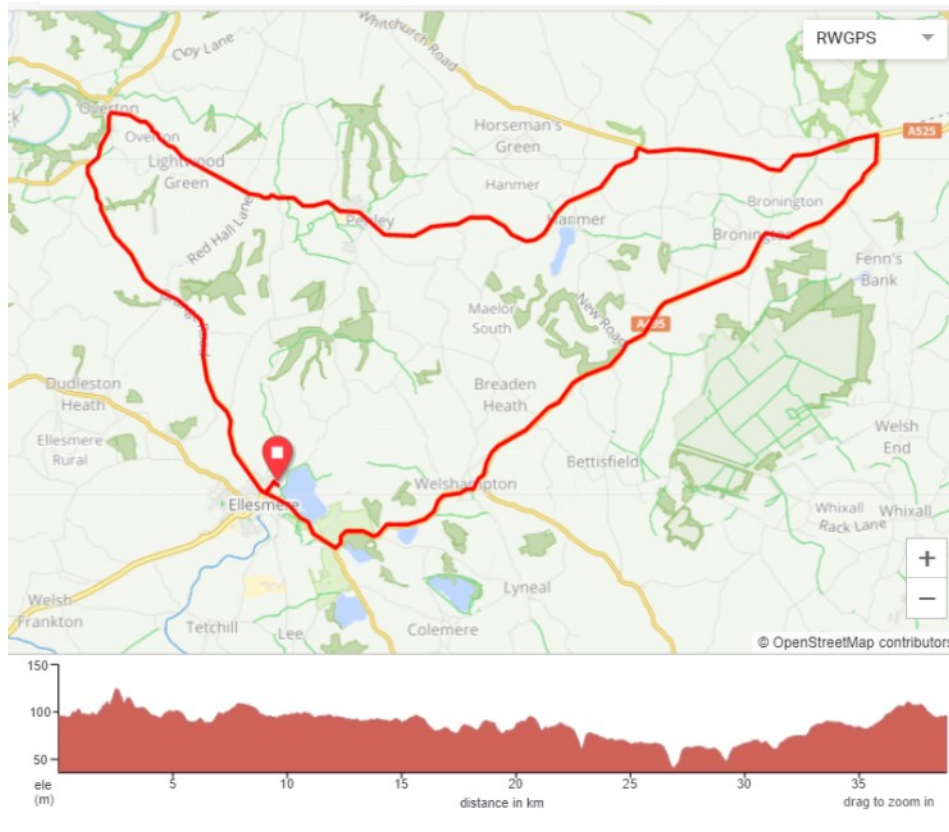 Whitchurch Road
Cloy Lane
RWGPS
Overton
Overton
A525
Horseman's
Green
Lightwood
Green
Hanmer
Bronington
Red Hall Lane
Penley
Hanmer
Bronington
Fenn's
Bank
Maelor
South
New Road
A495
Dudleston
Heath
Breaden
Heath
Welsh
End
Ellesmere
Rural
Bettisfield
Welshampton
Ellesmere
Whixall
Rack Lane
Whixall
+
Lyneal
−
Welsh
Frankton
Tetchill
Lee
Colemere
© OpenStreetMap contributors
150
100
50
ele
(m)
5
10
15
20
25
30
35
distance in km
drag to zoom in